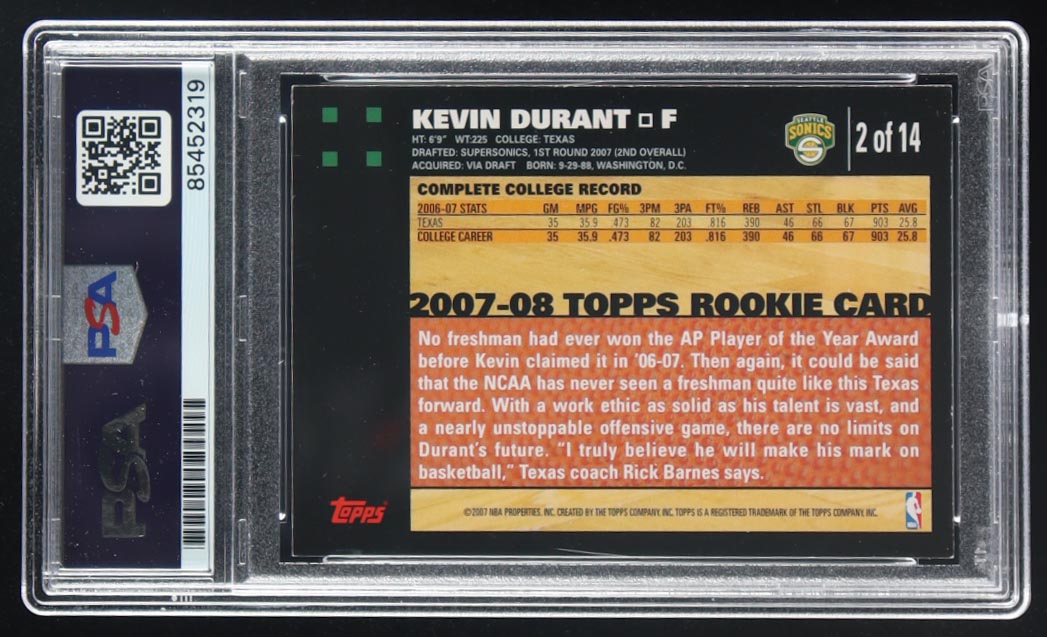 85452319
PSA
PSA
KEVIN DURANT □ F
HT: 6'9" WT:225 COLLEGE: TEXAS
DRAFTED: SUPERSONICS, 1ST ROUND 2007 (2ND OVERALL)
ACQUIRED: VIA DRAFT BORN: 9-29-88, WASHINGTON, D.C.
SEATTLE
SONICS
2 of 14
COMPLETE COLLEGE RECORD
2006-07 STATS GM MPG FG% 3PM 3PA FT% REB AST STL BLK PTS AVG
TEXAS 35 35.9 .473 82 203 .816 390 46 66 67 903 25.8
COLLEGE CAREER 35 35.9 .473 82 203 .816 390 46 66 67 903 25.8
2007-08 TOPPS ROOKIE CARD
No freshman had ever won the AP Player of the Year Award
before Kevin claimed it in '06-07. Then again, it could be said
that the NCAA has never seen a freshman quite like this Texas
forward. With a work ethic as solid as his talent is vast, and
a nearly unstoppable offensive game, there are no limits on
Durant's future. "I truly believe he will make his mark on
basketball," Texas coach Rick Barnes says.
Topps
©2007 NBA PROPERTIES, INC. CREATED BY THE TOPPS COMPANY, INC. TOPPS IS A REGISTERED TRADEMARK OF THE TOPPS COMPANY, INC.
NBA
PSA